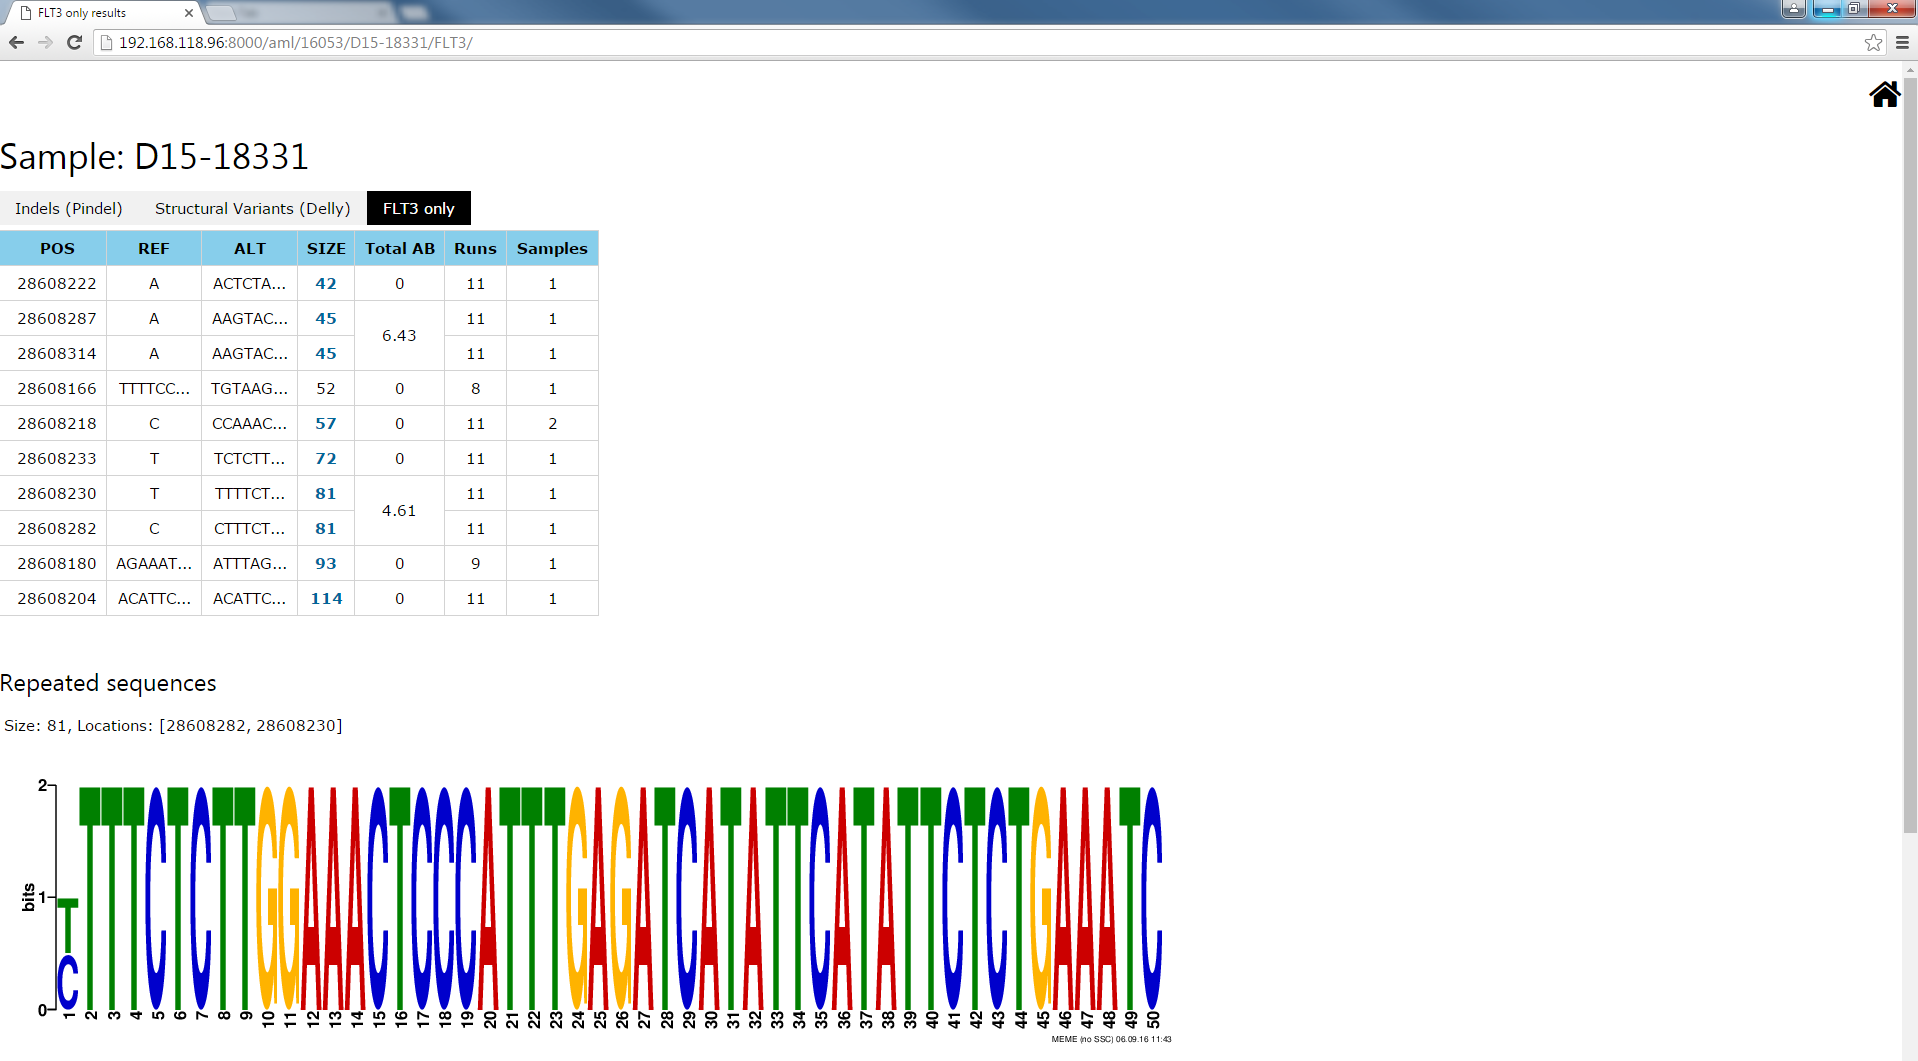 FLT3 only results
192.168.118.96:8000/aml/16053/D15-18331/FLT3/
Sample: D15-18331
Indels (Pindel) Structural Variants (Delly) FLT3 only
POS REF ALT SIZE Total AB Runs Samples
28608222 A ACTCTA... 42 0 11 1
28608287 A AAGTAC... 45 6.43 11 1
28608314 A AAGTAC... 45 11 1
28608166 TTTTCC... TGTAAG... 52 0 8 1
28608218 C CCAAAC... 57 0 11 2
28608233 T TCTCTT... 72 0 11 1
28608230 T TTTTCT... 81 4.61 11 1
28608282 C CTTTCT... 81 11 1
28608180 AGAAAT... ATTTAG... 93 0 9 1
28608204 ACATTC... ACATTC... 114 0 11 1
Repeated sequences
Size: 81, Locations: [28608282, 28608230]
2
bits
1
0
TTTTCTCTTGGAAACTCCCATTTGAGATCATATTCATATTCTCTGAAATC
C
1 2 3 4 5 6 7 8 9 10 11 12 13 14 15 16 17 18 19 20 21 22 23 24 25 26 27 28 29 30 31 32 33 34 35 36 37 38 39 40 41 42 43 44 45 46 47 48 49 50
MEME (no SSC) 06.09.16 11:43